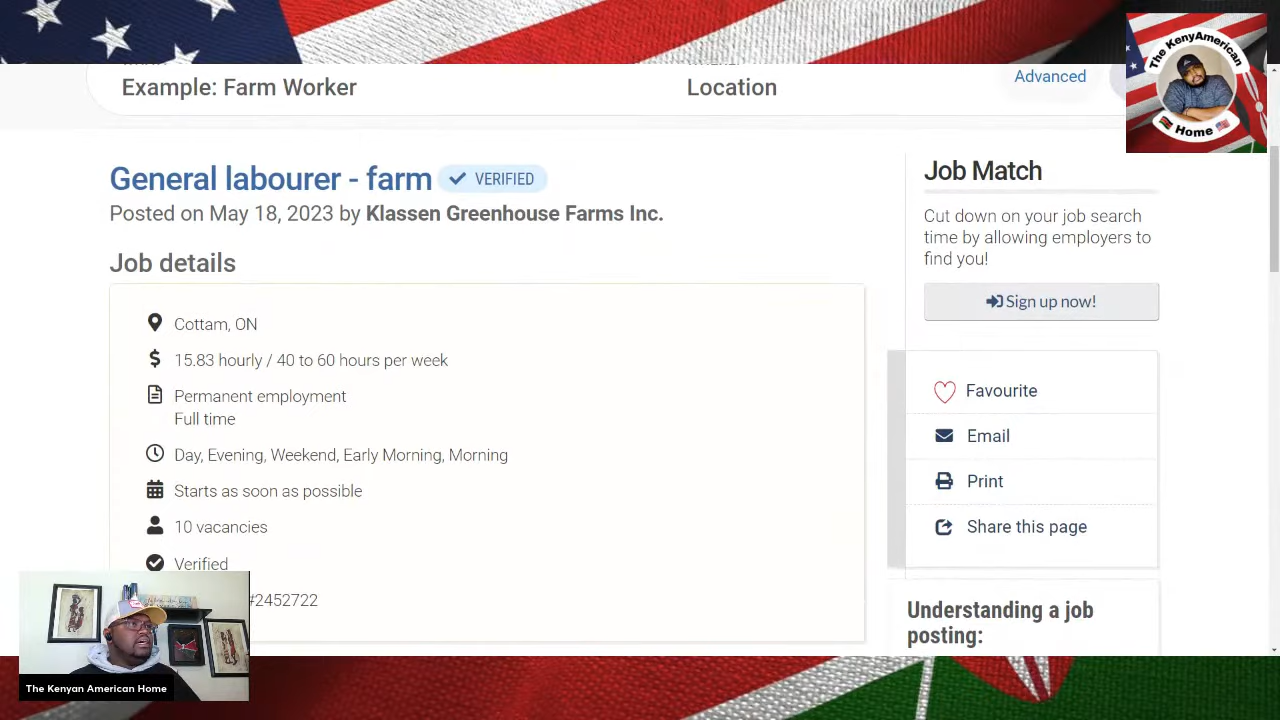 Example: Farm Worker
Location
Advanced
The KenyAmerican
Home
General labourer - farm
VERIFIED
Posted on May 18, 2023 by Klassen Greenhouse Farms Inc.
Job details
Cottam, ON
15.83 hourly / 40 to 60 hours per week
Permanent employment
Full time
Day, Evening, Weekend, Early Morning, Morning
Starts as soon as possible
10 vacancies
Verified
#2452722
Job Match
Cut down on your job search
time by allowing employers to
find you!
Sign up now!
Favourite
Email
Print
Share this page
Understanding a job
posting:
The Kenyan American Home